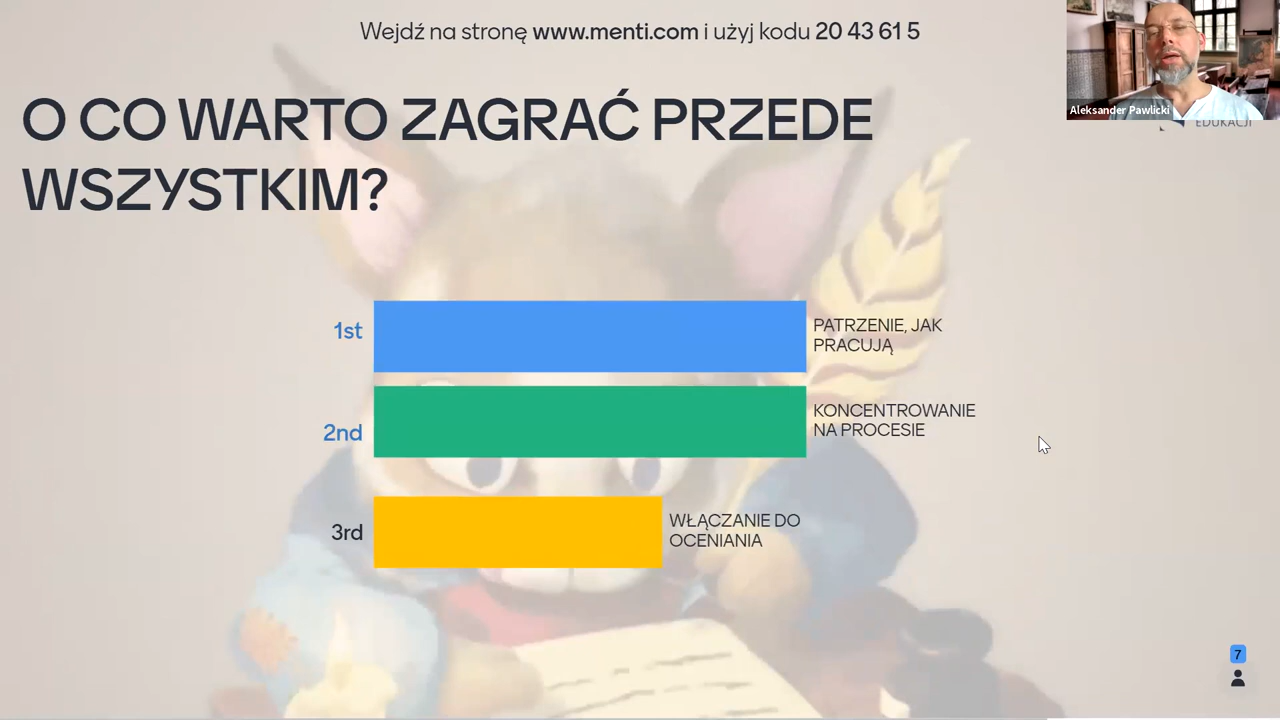 Wejdź na stronę www.menti.com i użyj kodu 20 43 61 5
Aleksander Pawlicki
EDUKACJI
O CO WARTO ZAGRAĆ PRZEDE
WSZYSTKIM?
1st
PATRZENIE, JAK
PRACUJĄ
2nd
KONCENTROWANIE
NA PROCESIE
3rd
WŁĄCZANIE DO
OCENIANIA
7